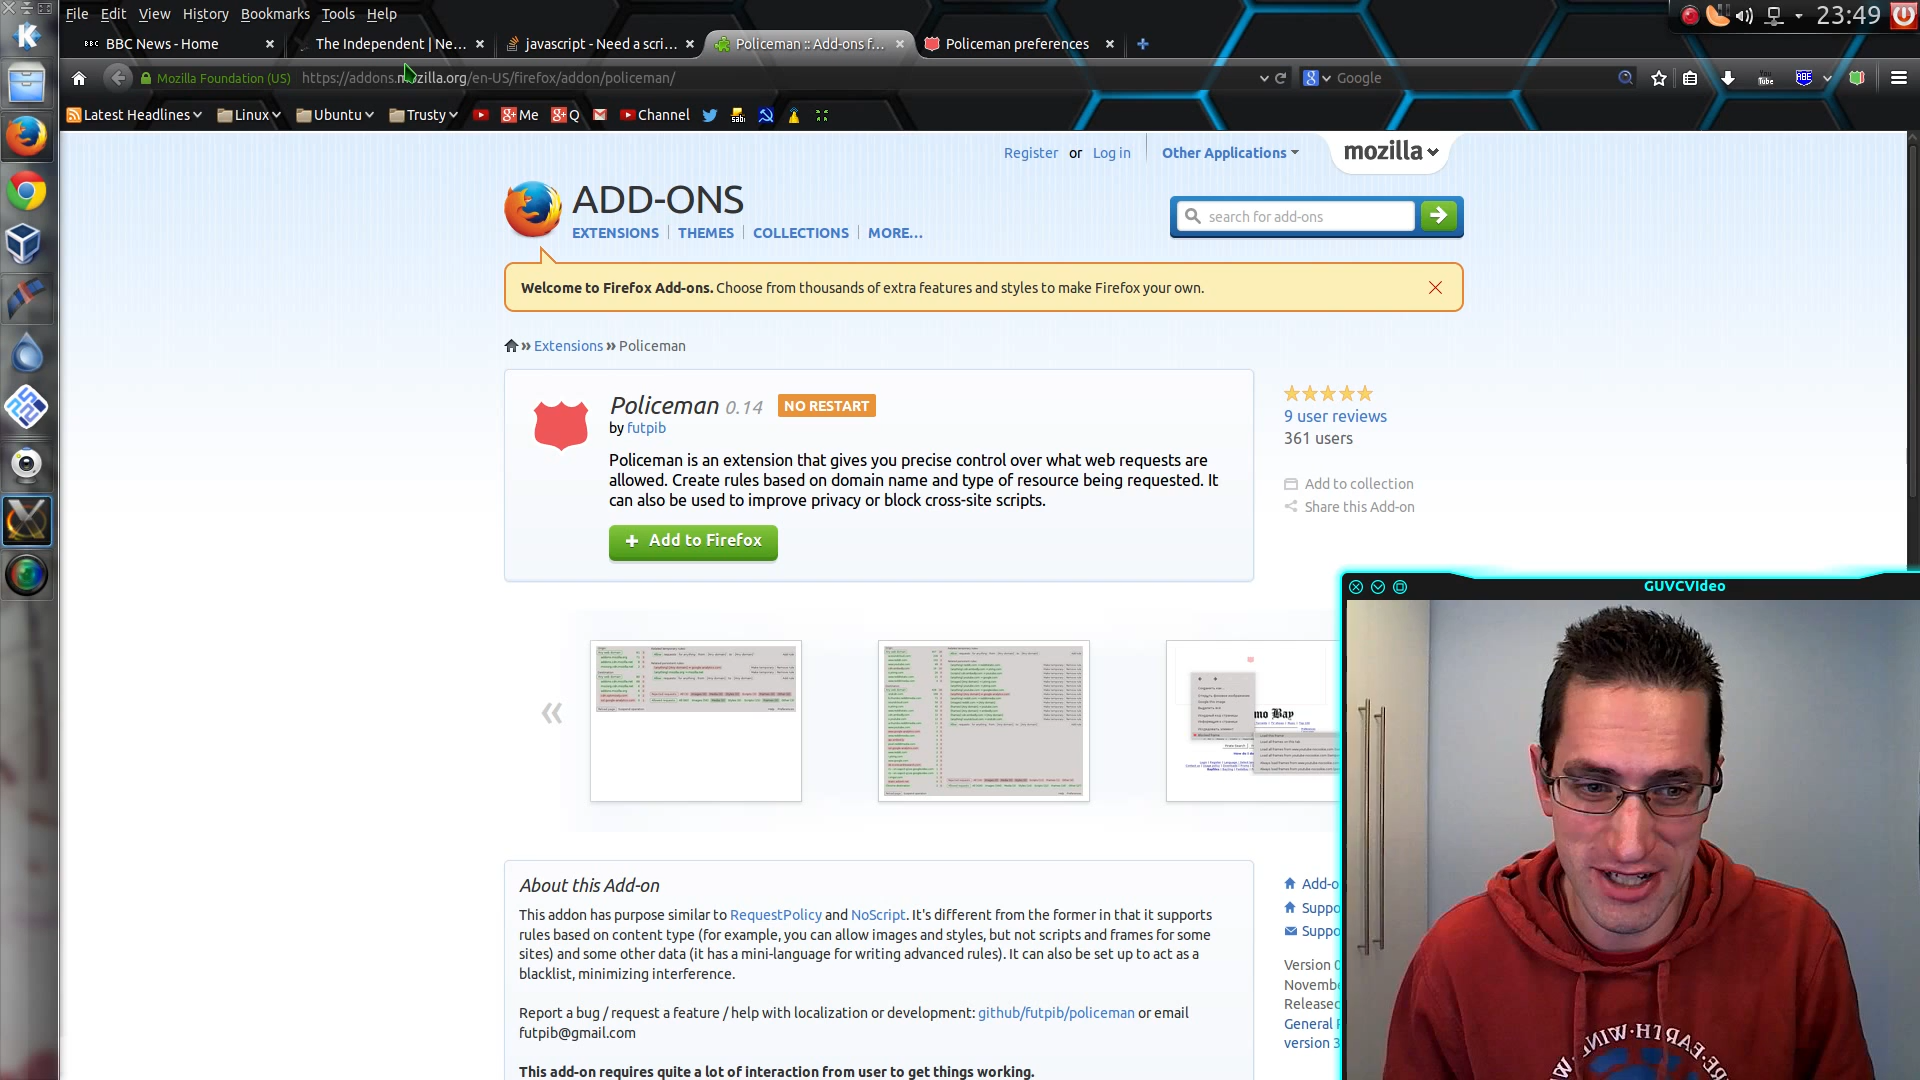 File Edit View History Bookmarks Tools Help
23:49
BBC BBC News - Home
The Independent | Ne...
javascript - Need a scri...
Policeman :: Add-ons f...
Policeman preferences
Mozilla Foundation (US) https://addons.mozilla.org/en-US/firefox/addon/policeman/
Google
Latest Headlines Linux Ubuntu Trusty Me Q Channel
Register or Log in Other Applications mozilla
ADD-ONS
EXTENSIONS THEMES COLLECTIONS MORE...
search for add-ons
Welcome to Firefox Add-ons. Choose from thousands of extra features and styles to make Firefox your own.
» Extensions » Policeman
Policeman 0.14 NO RESTART
by futpib
Policeman is an extension that gives you precise control over what web requests are
allowed. Create rules based on domain name and type of resource being requested. It
can also be used to improve privacy or block cross-site scripts.
+ Add to Firefox
9 user reviews
361 users
Add to collection
Share this Add-on
GUVCVIdeo
About this Add-on
This addon has purpose similar to RequestPolicy and NoScript. It's different from the former in that it supports
rules based on content type (for example, you can allow images and styles, but not scripts and frames for some
sites) and some other data (it has a mini-language for writing advanced rules). It can also be set up to act as a
blacklist, minimizing interference.
Report a bug / request a feature / help with localization or development: github/futpib/policeman or email
futpib@gmail.com
This add-on requires quite a lot of interaction from user to get things working.
Add-o
Suppo
Suppo
Version 0
Novembe
Released
General P
version 3